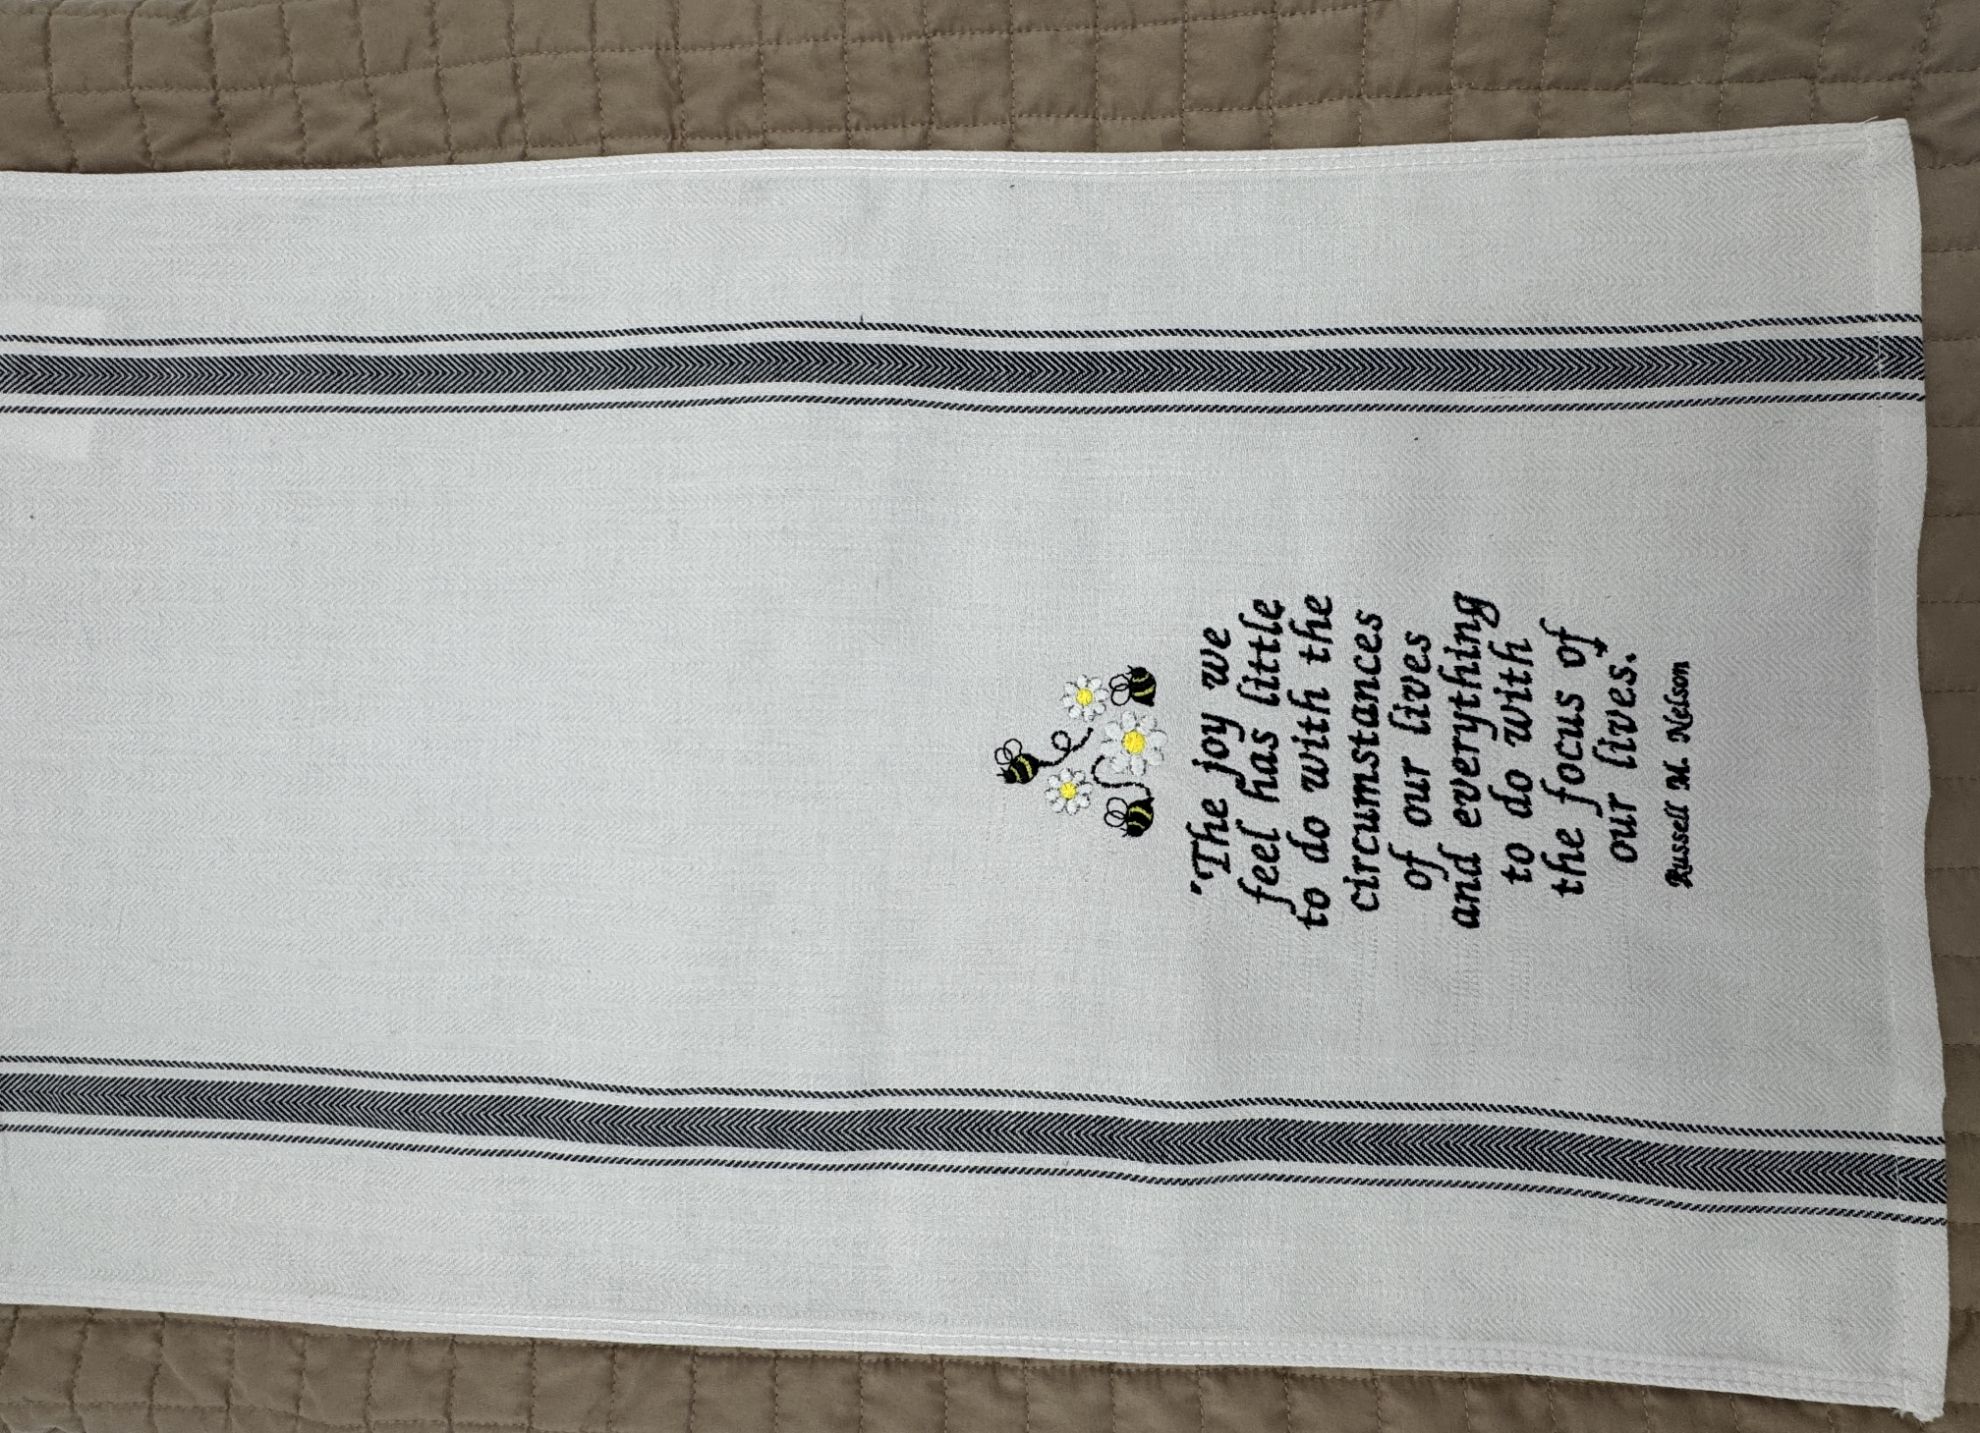 "The joy we
feel has little
to do with the
circumstances
of our lives
and everything
to do with
the focus of
our lives."
Russell M. Nelson